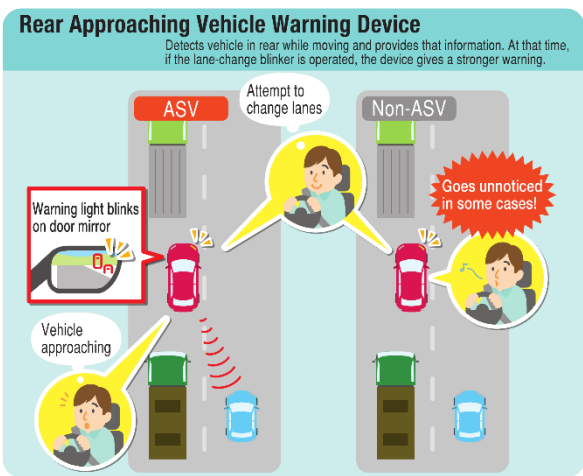 Rear Approaching Vehicle Warning Device
Detects vehicle in rear while moving and provides that information. At that time,
if the lane-change blinker is operated, the device gives a stronger warning.
ASV
Attempt to
change lanes
Non-ASV
Goes unnoticed
in some cases!
Warning light blinks
on door mirror
Vehicle
approaching